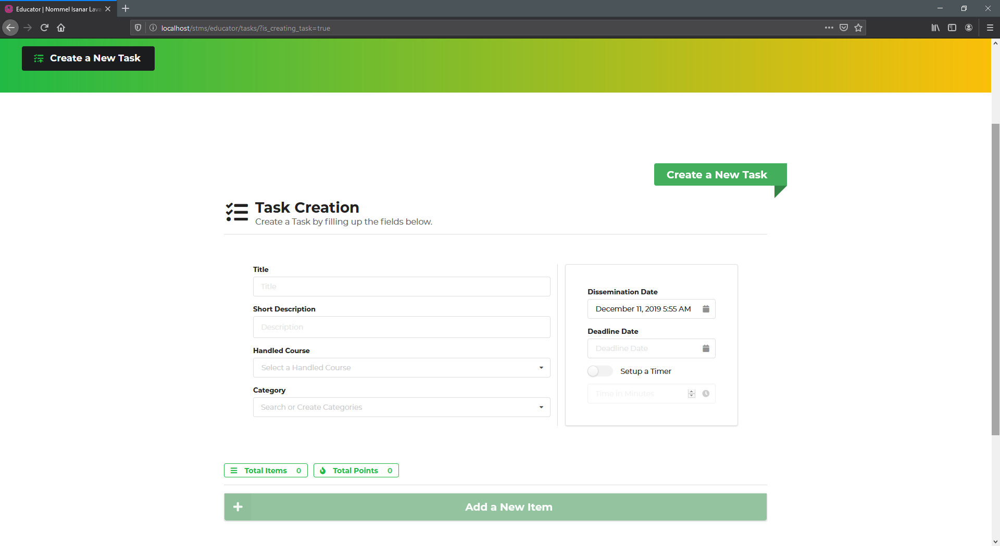 Educator | Nommel Isanar Lava
localhost/stms/educator/tasks/?is_creating_task=true
Create a New Task
Create a New Task
Task Creation
Create a Task by filling up the fields below.
Title
Title
Short Description
Description
Handled Course
Select a Handled Course
Category
Search or Create Categories
Dissemination Date
December 11, 2019 5:55 AM
Deadline Date
Deadline Date
Setup a Timer
Time in Minutes
Total Items 0
Total Points 0
Add a New Item